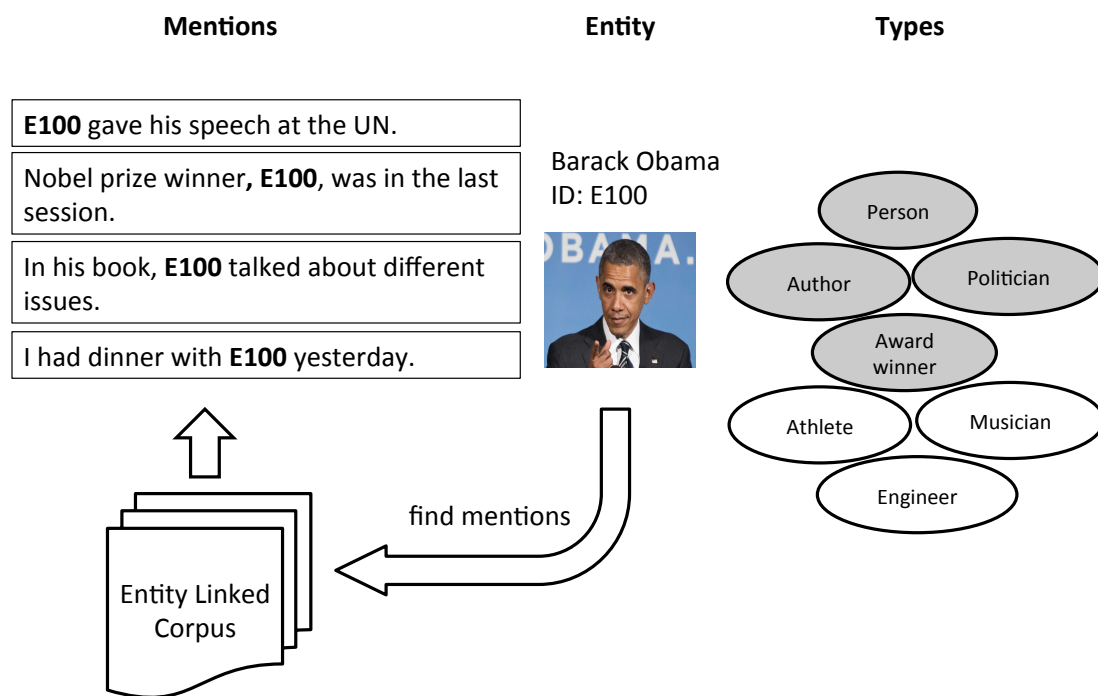 Mentions
Entity
Types
E100 gave his speech at the UN.
Nobel prize winner, E100, was in the last
session.
In his book, E100 talked about different
issues.
I had dinner with E100 yesterday.
Barack Obama
ID: E100
OBAMA.
Person
Author
Politician
Award
winner
Athlete
Musician
Engineer
find mentions
Entity Linked
Corpus